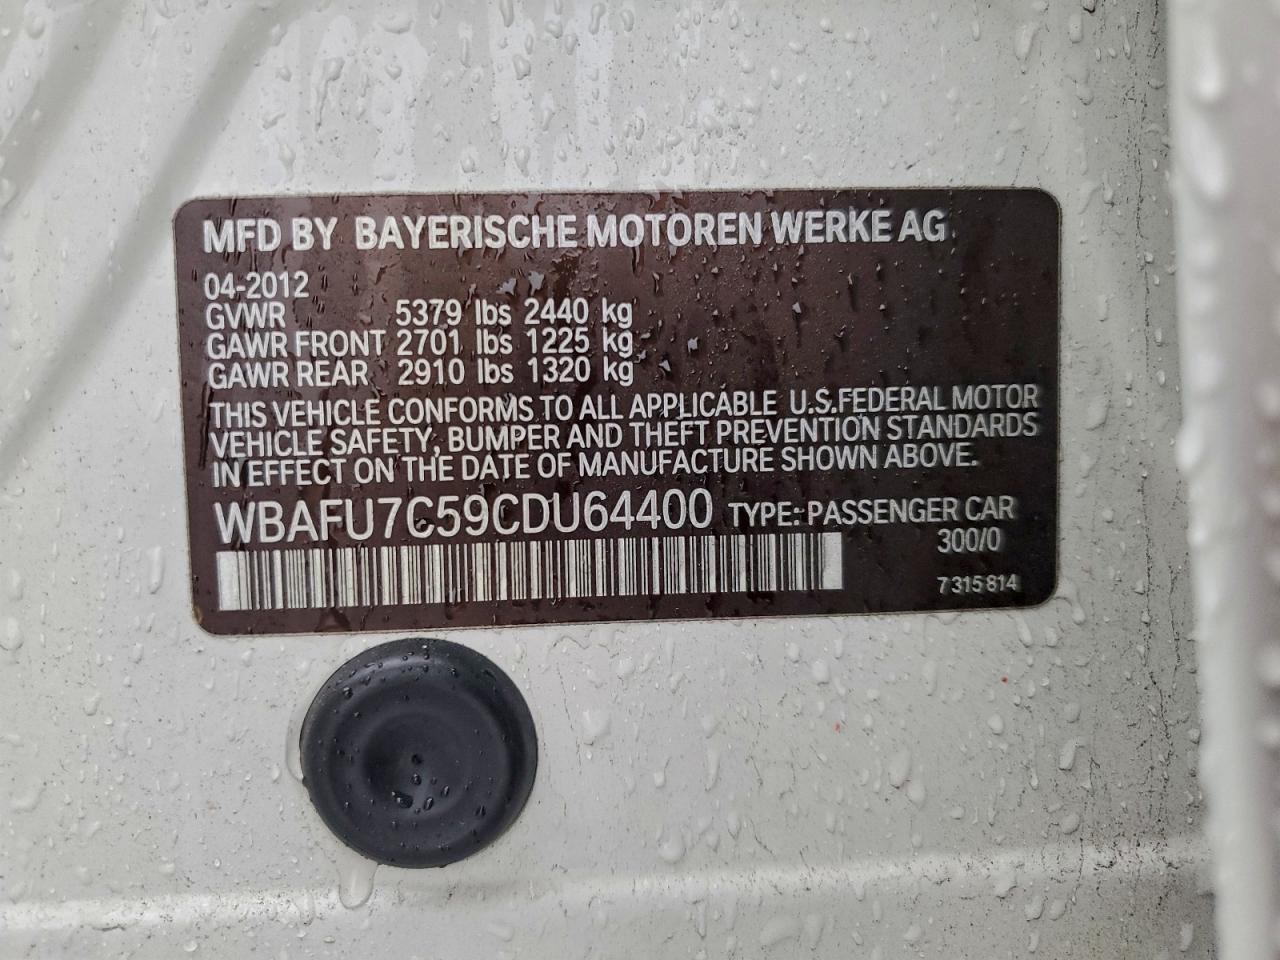 MFD BY BAYERISCHE MOTOREN WERKE AG
04-2012
GVWR 5379 lbs 2440 kg
GAWR FRONT 2701 lbs 1225 kg
GAWR REAR 2910 lbs 1320 kg
THIS VEHICLE CONFORMS TO ALL APPLICABLE U.S.FEDERAL MOTOR
VEHICLE SAFETY, BUMPER AND THEFT PREVENTION STANDARDS
IN EFFECT ON THE DATE OF MANUFACTURE SHOWN ABOVE.
WBAFU7C59CDU64400 TYPE: PASSENGER CAR
300/0
7 315 814